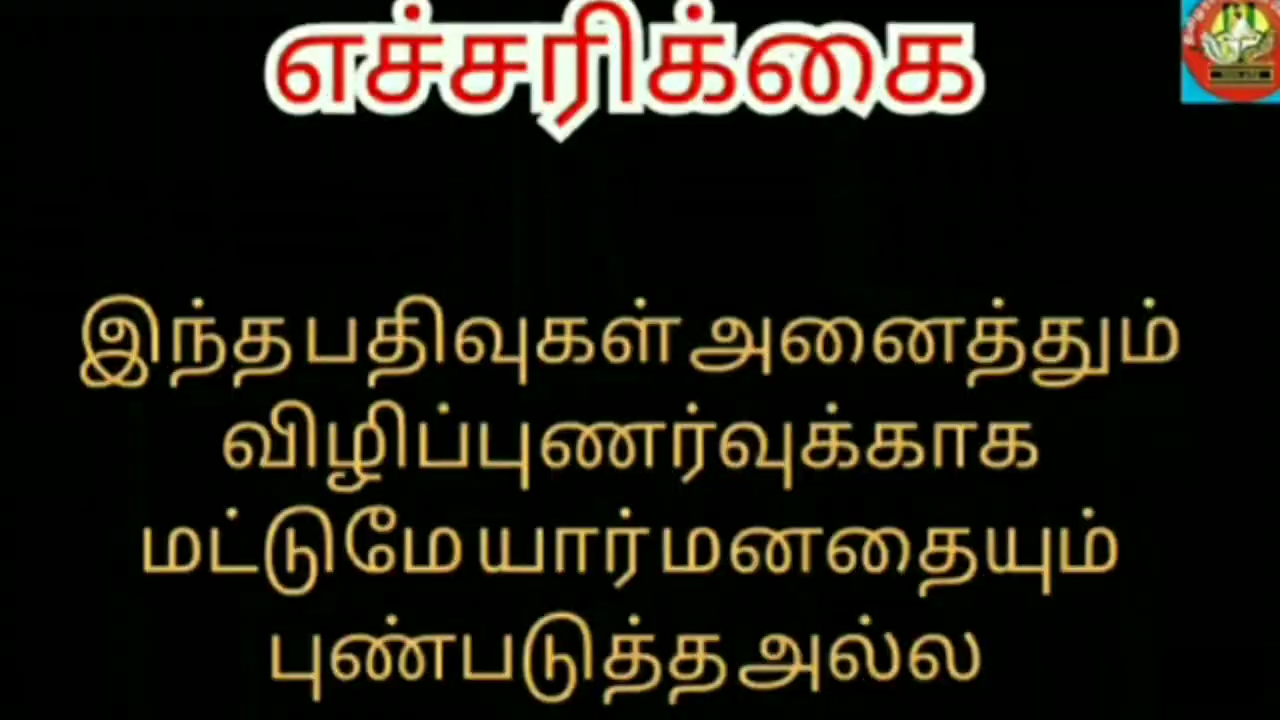 எச்சரிக்கை
இந்த பதிவுகள் அனைத்தும்
விழிப்புணர்வுக்காக
மட்டுமே யார் மனதையும்
புண்படுத்த அல்ல